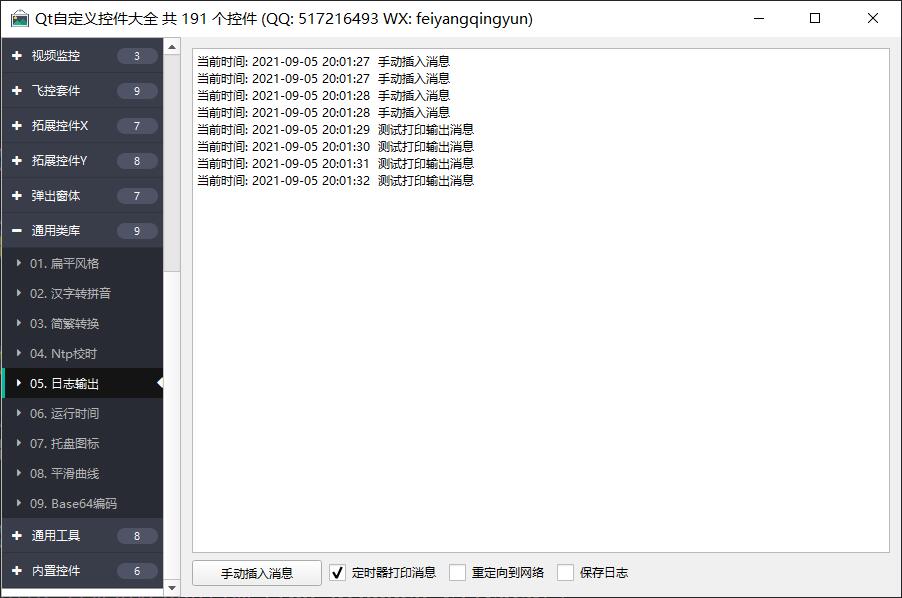 Qt自定义控件大全 共 191 个控件 (QQ: 517216493 WX: feiyangqingyun)
视频监控 3
飞控套件 9
拓展控件X 7
拓展控件Y 8
弹出窗体 7
通用类库 9
01. 扁平风格
02. 汉字转拼音
03. 简繁转换
04. Ntp校时
05. 日志输出
06. 运行时间
07. 托盘图标
08. 平滑曲线
09. Base64编码
通用工具 8
内置控件 6
当前时间: 2021-09-05 20:01:27 手动插入消息
当前时间: 2021-09-05 20:01:27 手动插入消息
当前时间: 2021-09-05 20:01:28 手动插入消息
当前时间: 2021-09-05 20:01:28 手动插入消息
当前时间: 2021-09-05 20:01:29 测试打印输出消息
当前时间: 2021-09-05 20:01:30 测试打印输出消息
当前时间: 2021-09-05 20:01:31 测试打印输出消息
当前时间: 2021-09-05 20:01:32 测试打印输出消息
手动插入消息 定时器打印消息 重定向到网络 保存日志